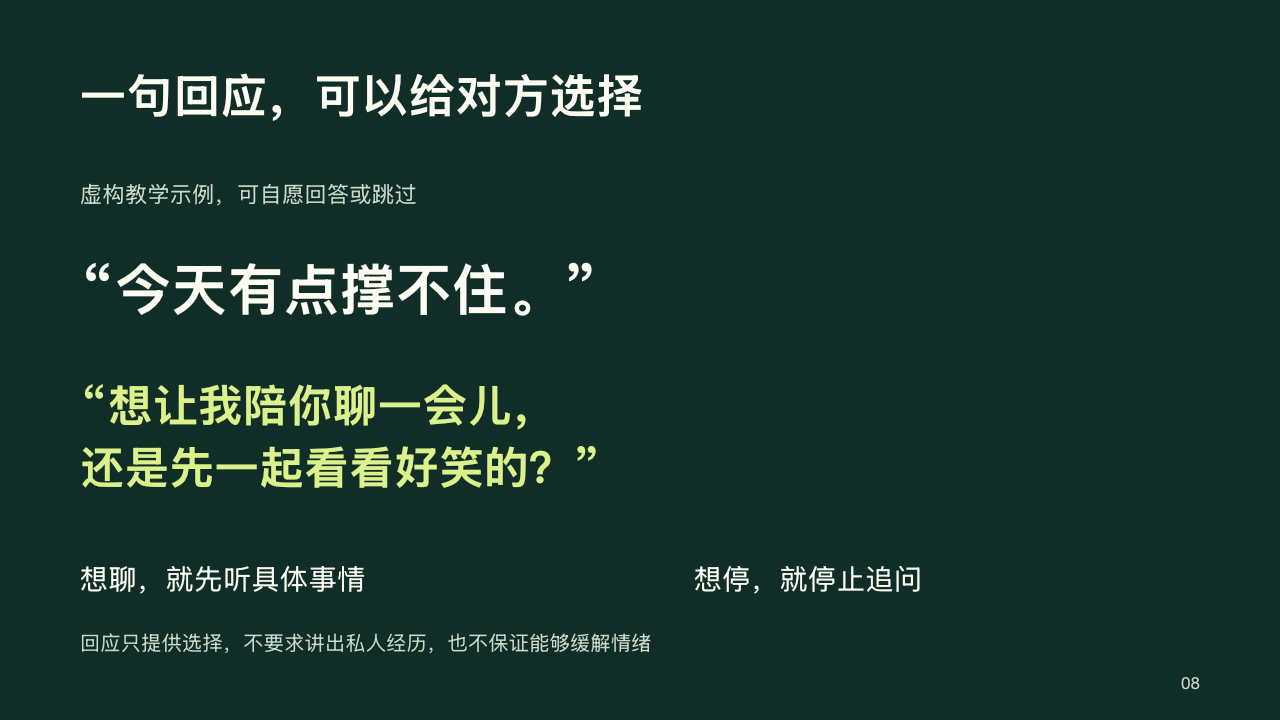 一句回应，可以给对方选择
虚构教学示例，可自愿回答或跳过
“今天有点撑不住。”
“想让我陪你聊一会儿，
还是先一起看看好笑的？”
想聊，就先听具体事情
想停，就停止追问
回应只提供选择，不要求讲出私人经历，也不保证能够缓解情绪
08